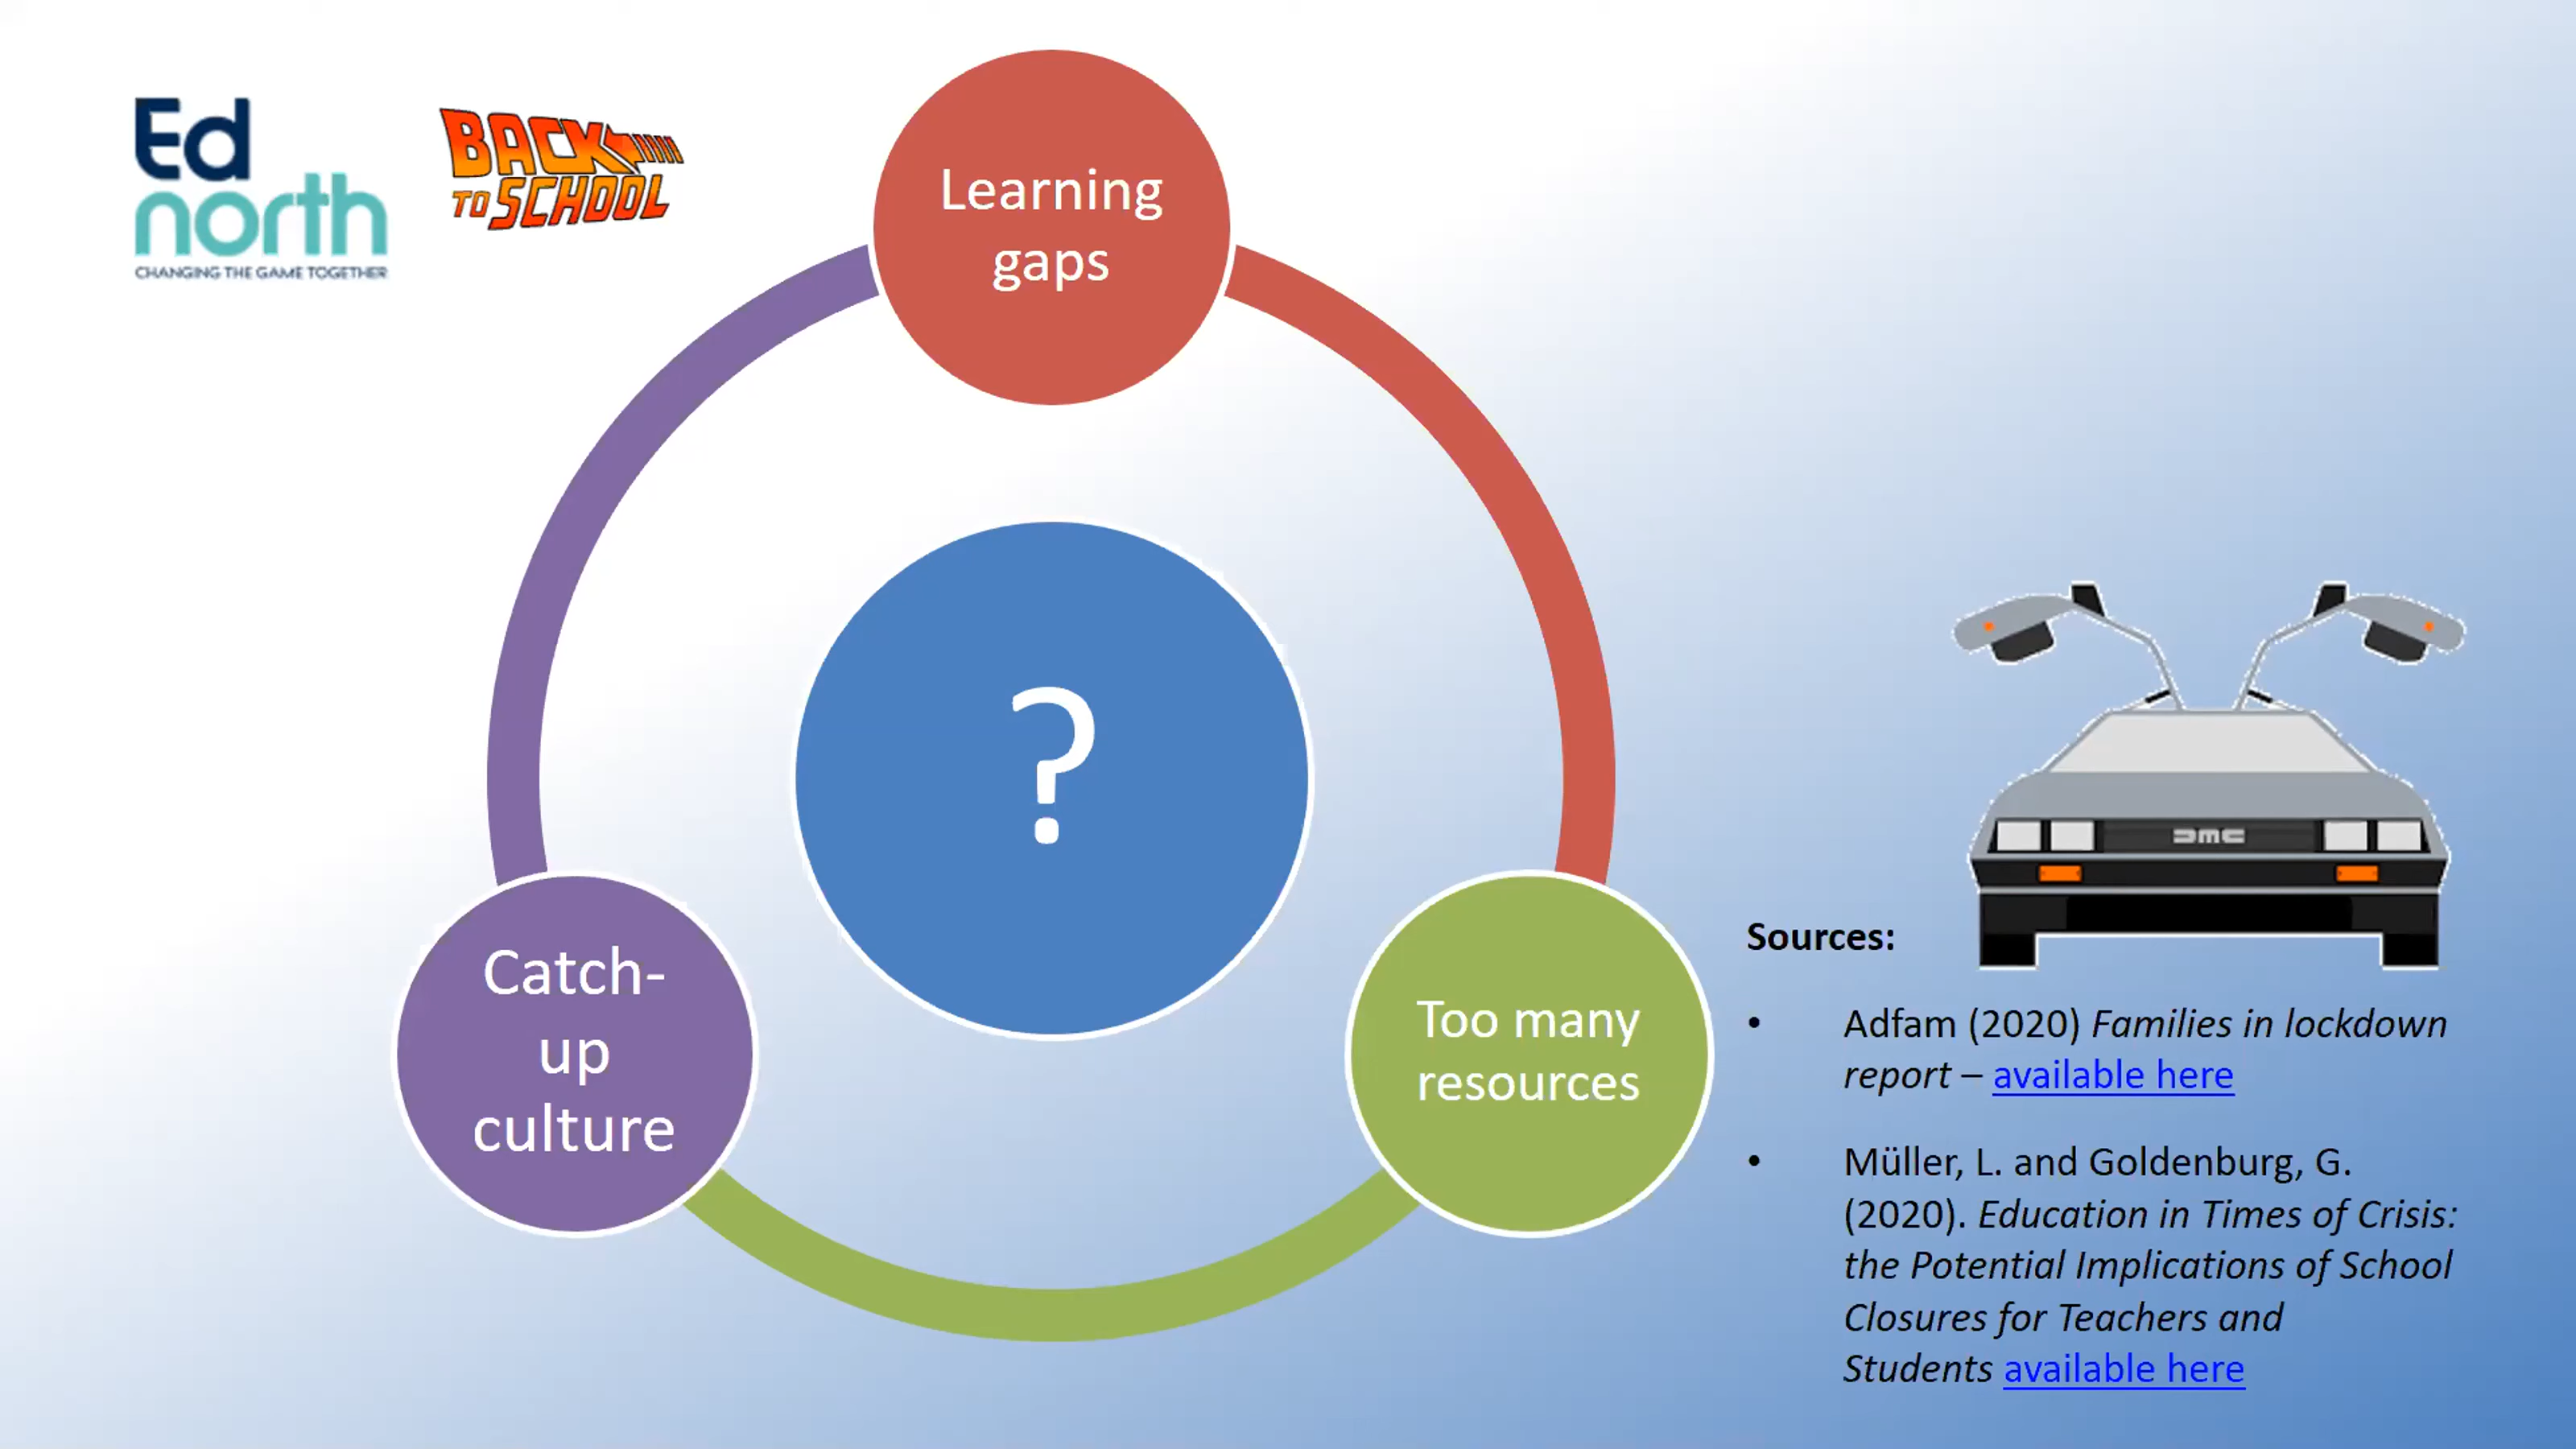 Ed
north
CHANGING THE GAME TOGETHER
BACK
TO SCHOOL
Learning
gaps
?
Catch-
up
culture
Too many
resources
DMC
Sources:
• Adfam (2020) Families in lockdown
report – available here
• Müller, L. and Goldenburg, G.
(2020). Education in Times of Crisis:
the Potential Implications of School
Closures for Teachers and
Students available here